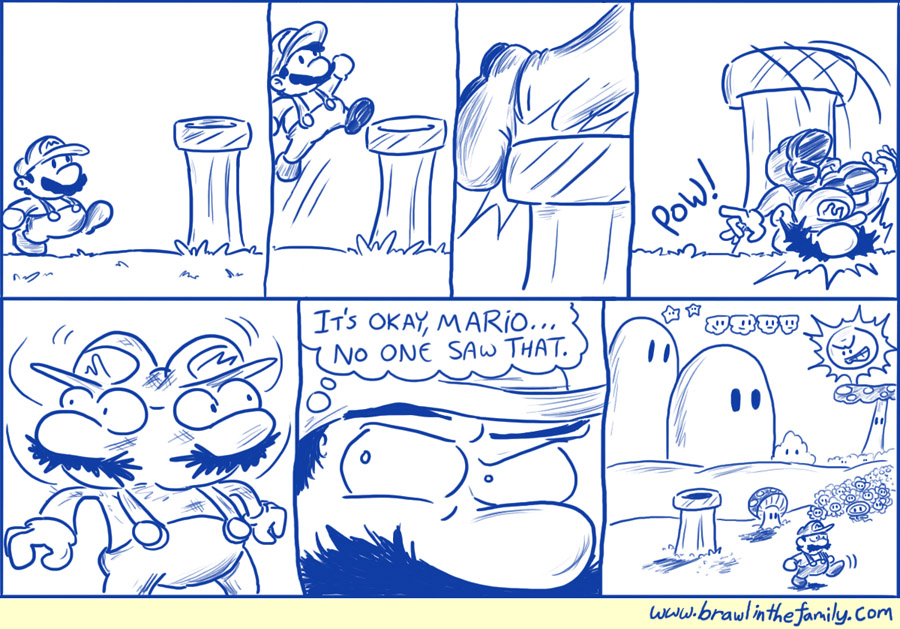 M
POW!
M
M
M
IT'S OKAY, MARIO...
NO ONE SAW THAT.
www.brawlinthefamily.com